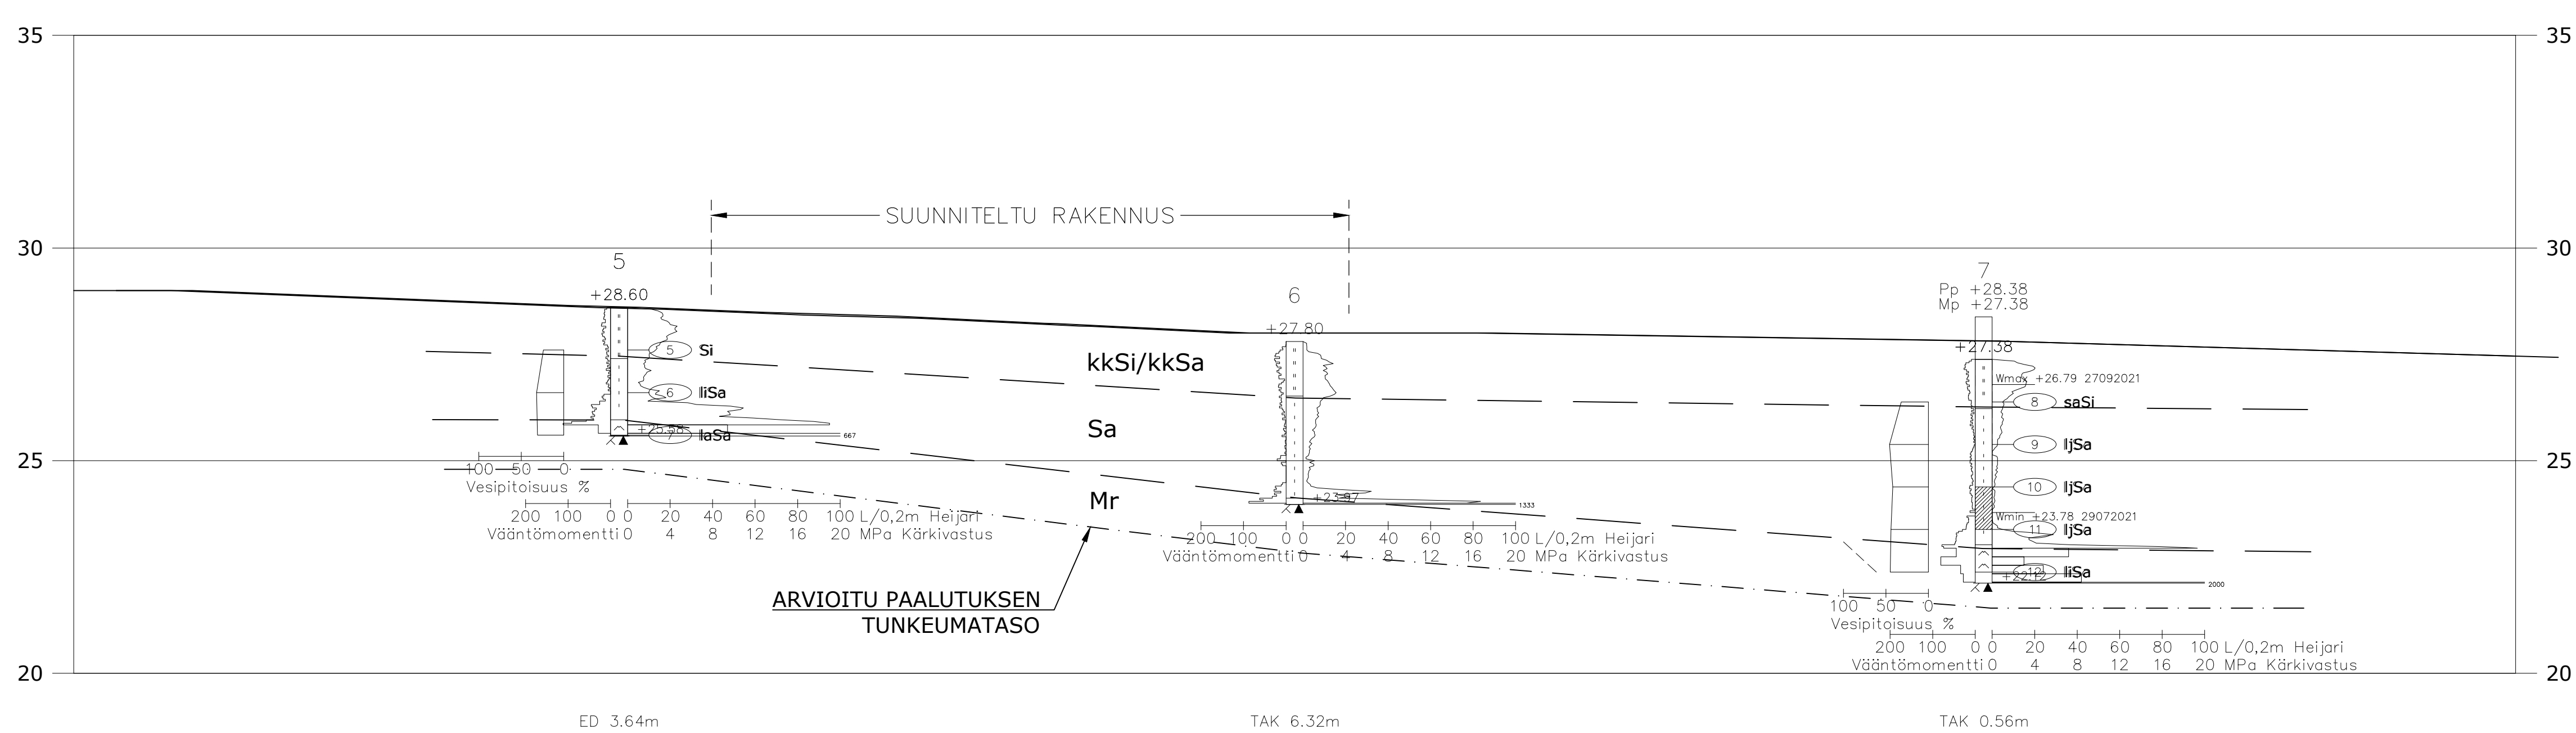 35
35
SUUNNITELTU RAKENNUS
30
30
5
+28.60
6
+27.80
7
Pp +28.38
Mp +27.38
+27.38
5 Si
6 liSa
+25.58
7 laSa
667
kkSi/kkSa
Sa
Mr
Wmax +26.79 27092021
8 saSi
9 ljSa
10 ljSa
Wmin +23.78 29072021
11 ljSa
12 liSa
+22.12
2000
+23.97
1333
25
25
100 50 0
Vesipitoisuus %
200 100 0 0 20 40 60 80 100 L/0,2m Heijari
Vääntömomentti 0 4 8 12 16 20 MPa Kärkivastus
200 100 0 0 20 40 60 80 100 L/0,2m Heijari
Vääntömomentti 0 4 8 12 16 20 MPa Kärkivastus
ARVIOITU PAALUTUKSEN
TUNKEUMATASO
100 50 0
Vesipitoisuus %
200 100 0 0 20 40 60 80 100 L/0,2m Heijari
Vääntömomentti 0 4 8 12 16 20 MPa Kärkivastus
20
20
ED 3.64m
TAK 6.32m
TAK 0.56m